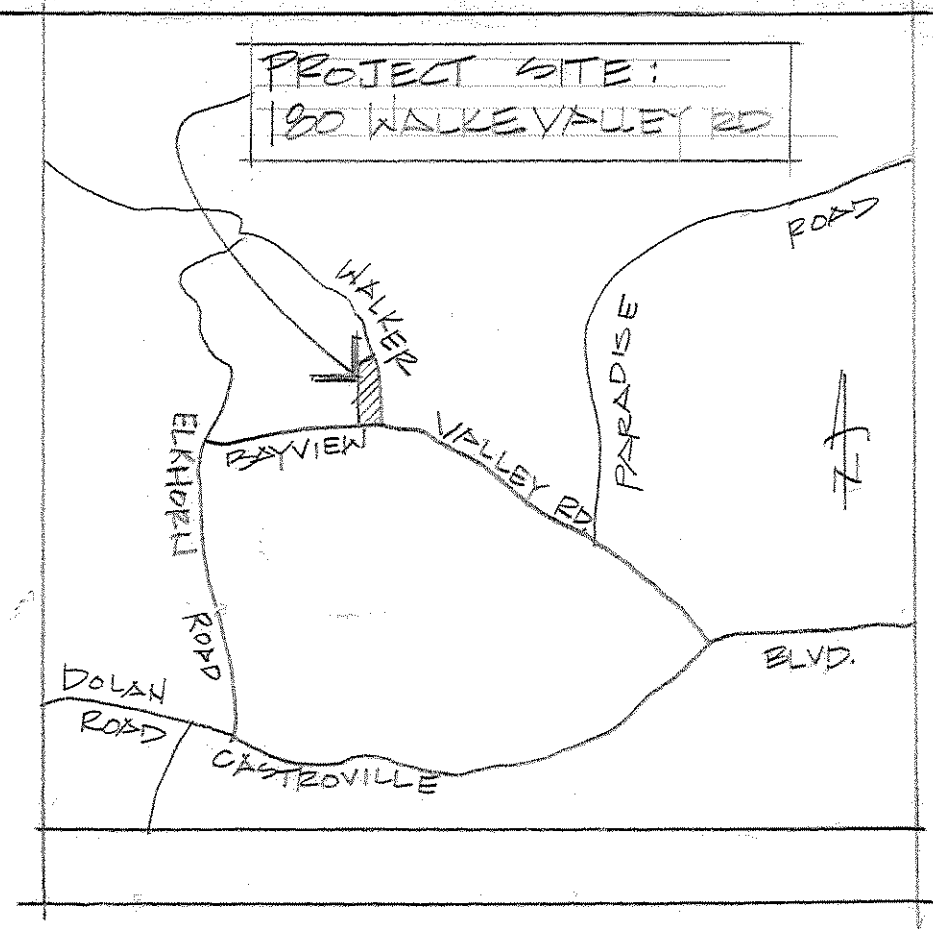 PROJECT SITE:
180 WALKEVALLEY RD
ROAD
WALKER
PARADISE
ELKHORN
BAYVIEW
VALLEY RD.
N
ROAD
BLVD.
DOLAN
ROAD
CASTROVILLE